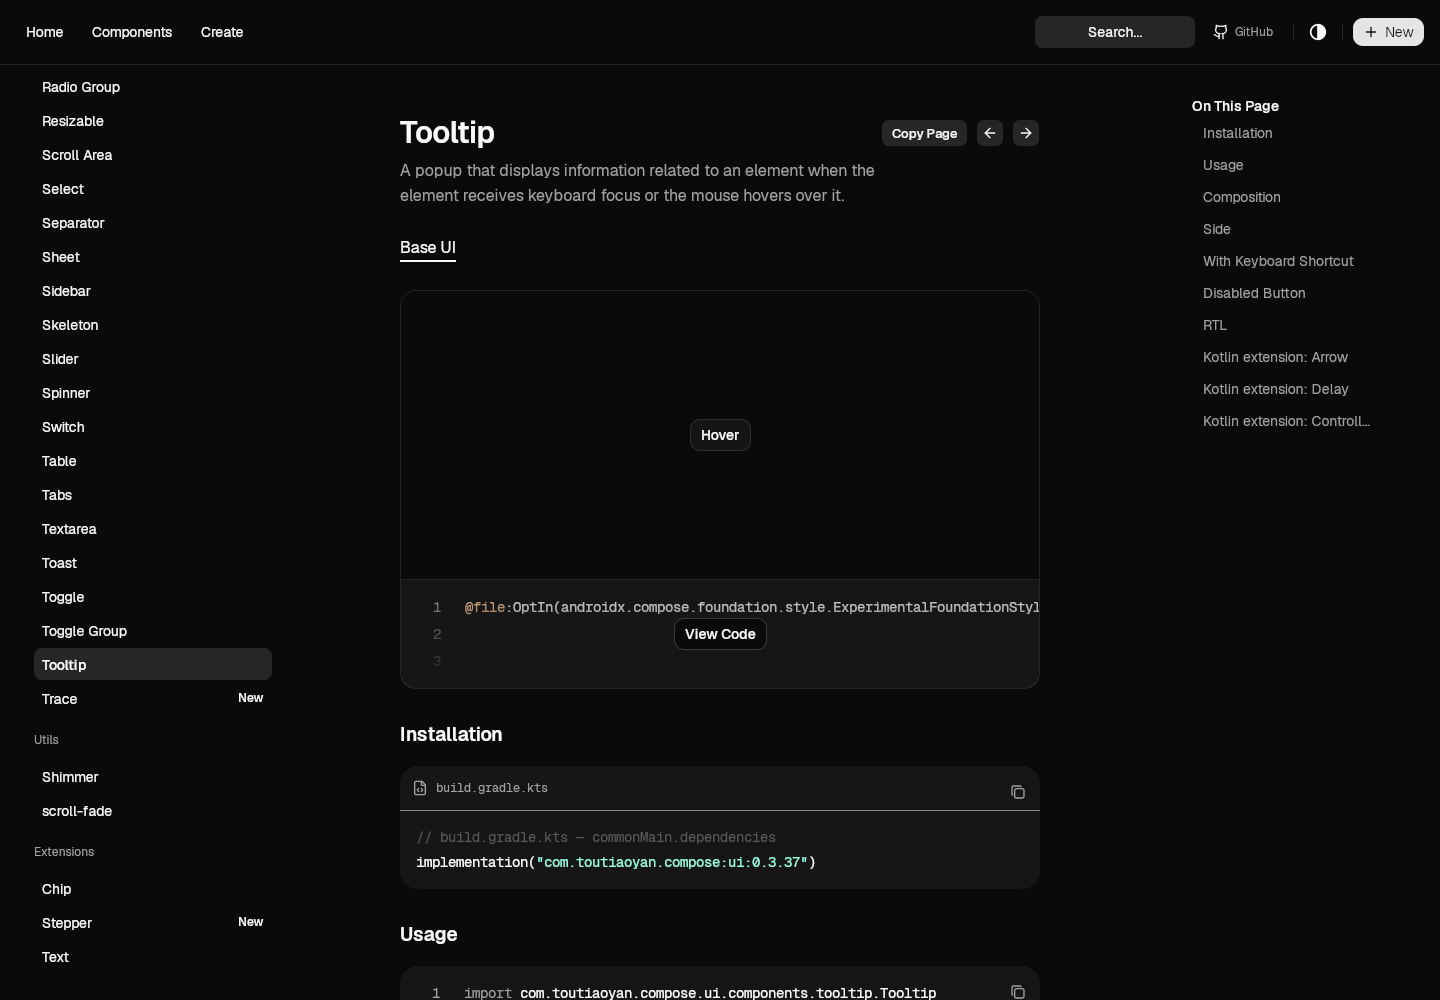 Home
Components
Create
Search...
GitHub
New
Radio Group
Resizable
Scroll Area
Select
Separator
Sheet
Sidebar
Skeleton
Slider
Spinner
Switch
Table
Tabs
Textarea
Toast
Toggle
Toggle Group
Tooltip
Trace New
Utils
Shimmer
scroll-fade
Extensions
Chip
Stepper New
Text
Tooltip
Copy Page
A popup that displays information related to an element when the
element receives keyboard focus or the mouse hovers over it.
Base UI
Hover
1 @file:OptIn(androidx.compose.foundation.style.ExperimentalFoundationStyl
2
View Code
3
Installation
build.gradle.kts
// build.gradle.kts — commonMain.dependencies
implementation("com.toutiaoyan.compose:ui:0.3.37")
Usage
1 import com.toutiaoyan.compose.ui.components.tooltip.Tooltip
On This Page
Installation
Usage
Composition
Side
With Keyboard Shortcut
Disabled Button
RTL
Kotlin extension: Arrow
Kotlin extension: Delay
Kotlin extension: Controll...